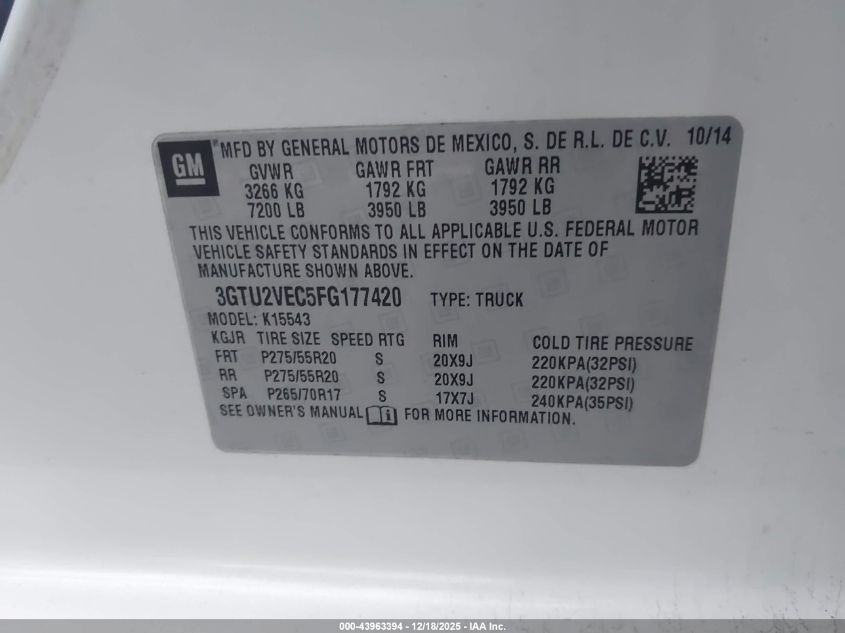 GM
MFD BY GENERAL MOTORS DE MEXICO, S. DE R.L. DE C.V. 10/14
GVWR GAWR FRT GAWR RR
3266 KG 1792 KG 1792 KG
7200 LB 3950 LB 3950 LB
THIS VEHICLE CONFORMS TO ALL APPLICABLE U.S. FEDERAL MOTOR
VEHICLE SAFETY STANDARDS IN EFFECT ON THE DATE OF
MANUFACTURE SHOWN ABOVE.
3GTU2VEC5FG177420 TYPE: TRUCK
MODEL: K15543
KGJR TIRE SIZE SPEED RTG RIM COLD TIRE PRESSURE
FRT P275/55R20 S 20X9J 220KPA(32PSI)
RR P275/55R20 S 20X9J 220KPA(32PSI)
SPA P265/70R17 S 17X7J 240KPA(35PSI)
SEE OWNER'S MANUAL FOR MORE INFORMATION.
000-43963394 - 12/18/2025 - IAA Inc.